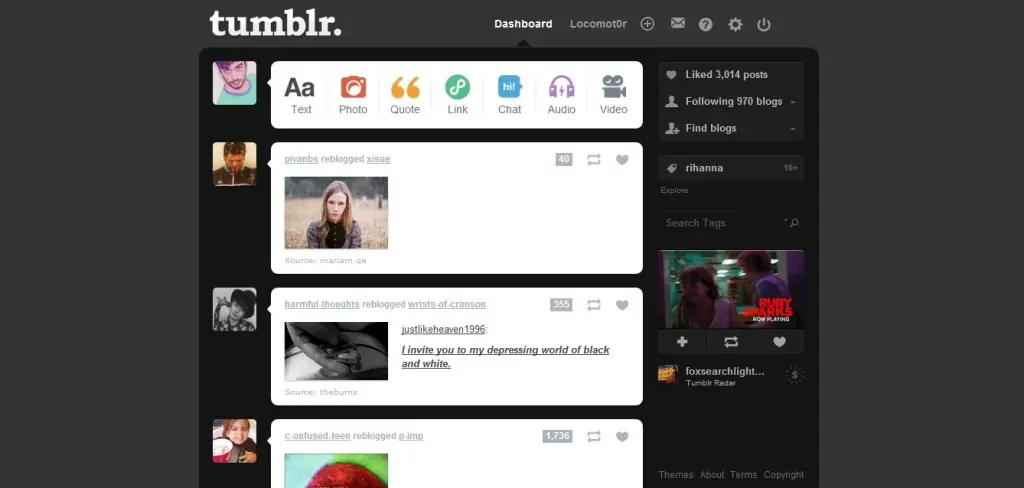 tumblr.
Dashboard
Locomot0r
Aa
Text
Photo
Quote
Link
hi!
Chat
Audio
Video
pivanbs reblogged xisue
40
Source: mariam.ge
harmful-thoughts reblogged wrists-of-crimson
355
justlikeheaven1996:
I invite you to my depressing world of black
and white.
Source: theburns
c-onfused-teen reblogged p-imp
1,736
Liked 3,014 posts
Following 970 blogs
Find blogs
rihanna
10+
Explore
Search Tags
RUBY
SPARKS
NOW PLAYING
foxsearchlight...
Tumblr Radar
Themes About Terms Copyright